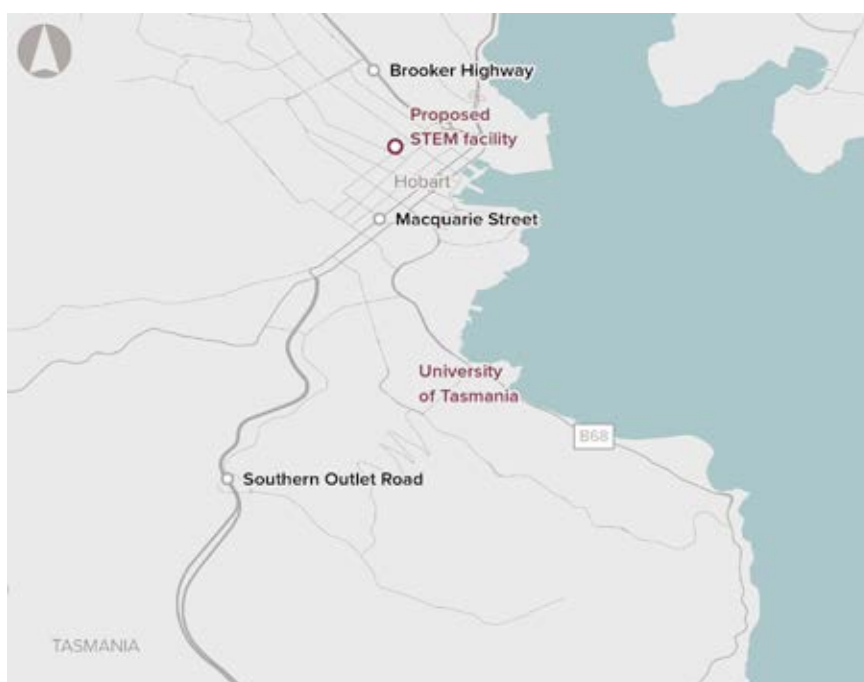 Brooker Highway
Proposed
STEM facility
Hobart
Macquarie Street
University
of Tasmania
B68
Southern Outlet Road
TASMANIA